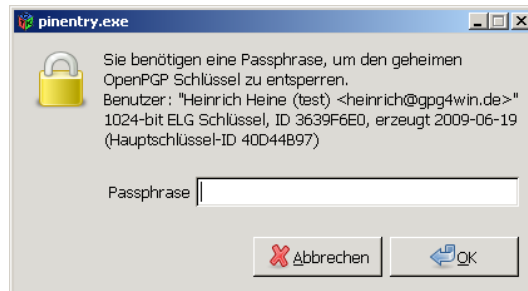 pinentry.exe
Sie benötigen eine Passphrase, um den geheimen
OpenPGP Schlüssel zu entsperren.
Benutzer: "Heinrich Heine (test) <heinrich@gpg4win.de>"
1024-bit ELG Schlüssel, ID 3639F6E0, erzeugt 2009-06-19
(Hauptschlüssel-ID 40D44B97)
Passphrase
Abbrechen
OK